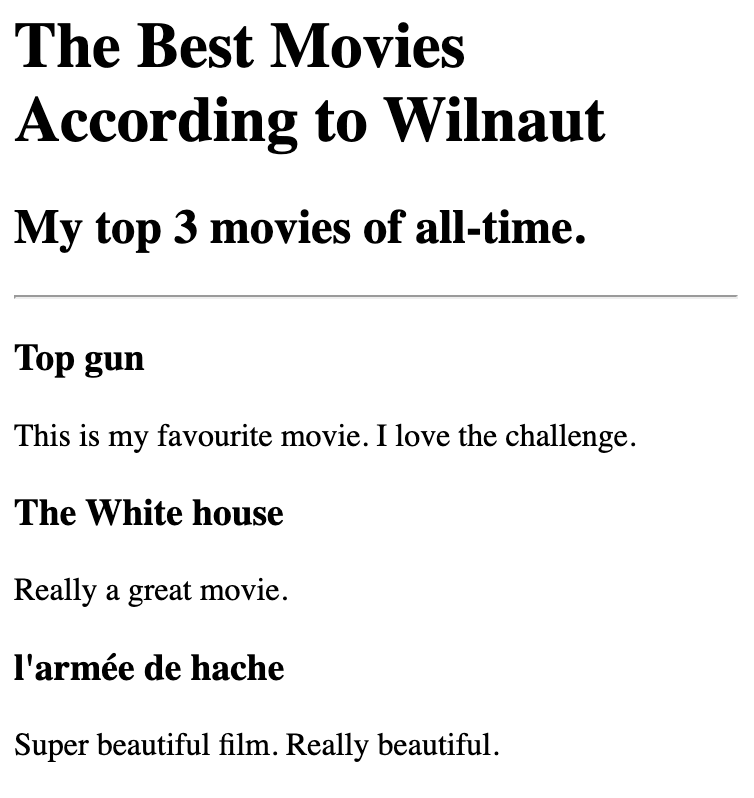 The Best Movies
According to Wilnaut
My top 3 movies of all-time.
Top gun
This is my favourite movie. I love the challenge.
The White house
Really a great movie.
l'armée de hache
Super beautiful film. Really beautiful.